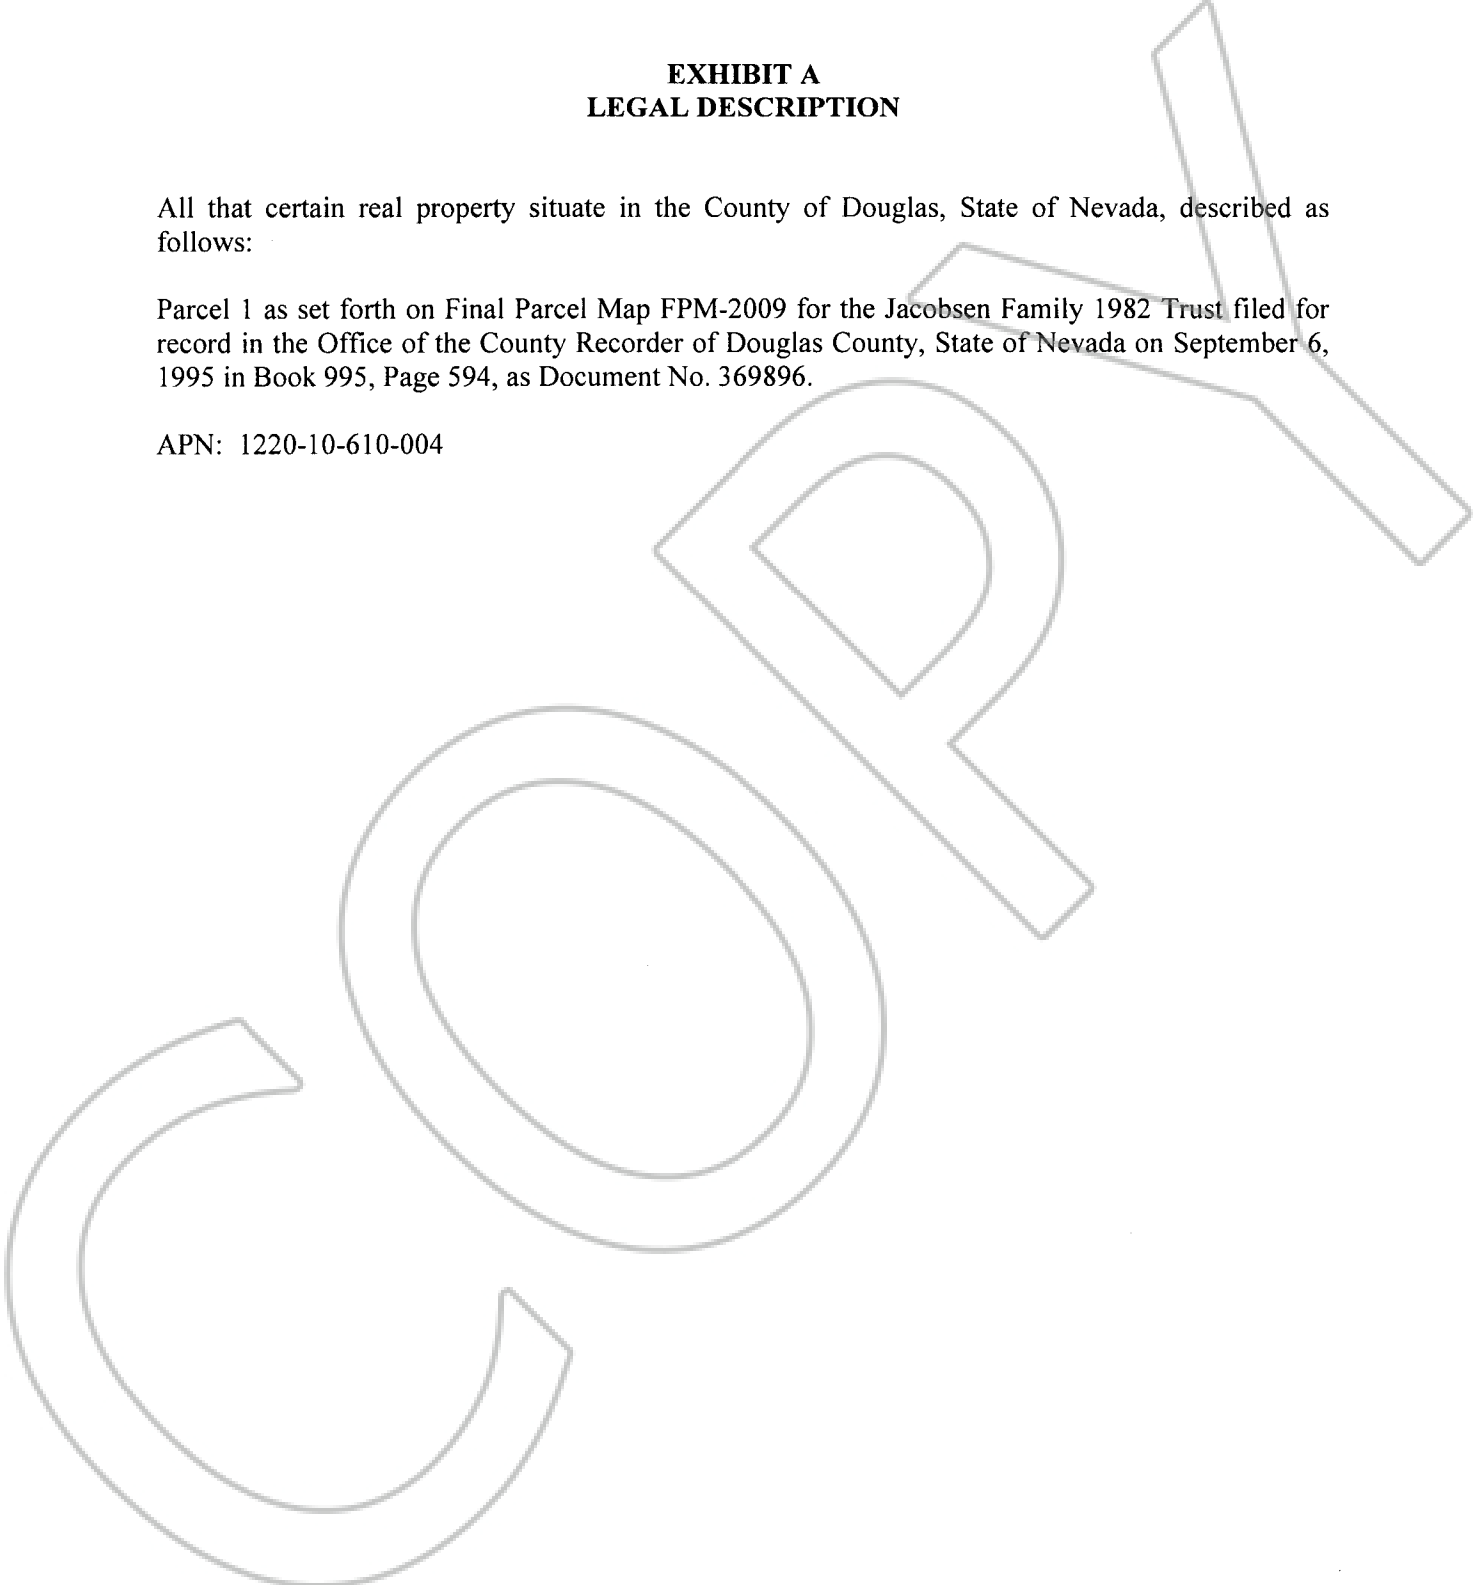 EXHIBIT A
LEGAL DESCRIPTION
All that certain real property situate in the County of Douglas, State of Nevada, described as
follows:
Parcel 1 as set forth on Final Parcel Map FPM-2009 for the Jacobsen Family 1982 Trust filed for
record in the Office of the County Recorder of Douglas County, State of Nevada on September 6,
1995 in Book 995, Page 594, as Document No. 369896.
APN: 1220-10-610-004
COPY